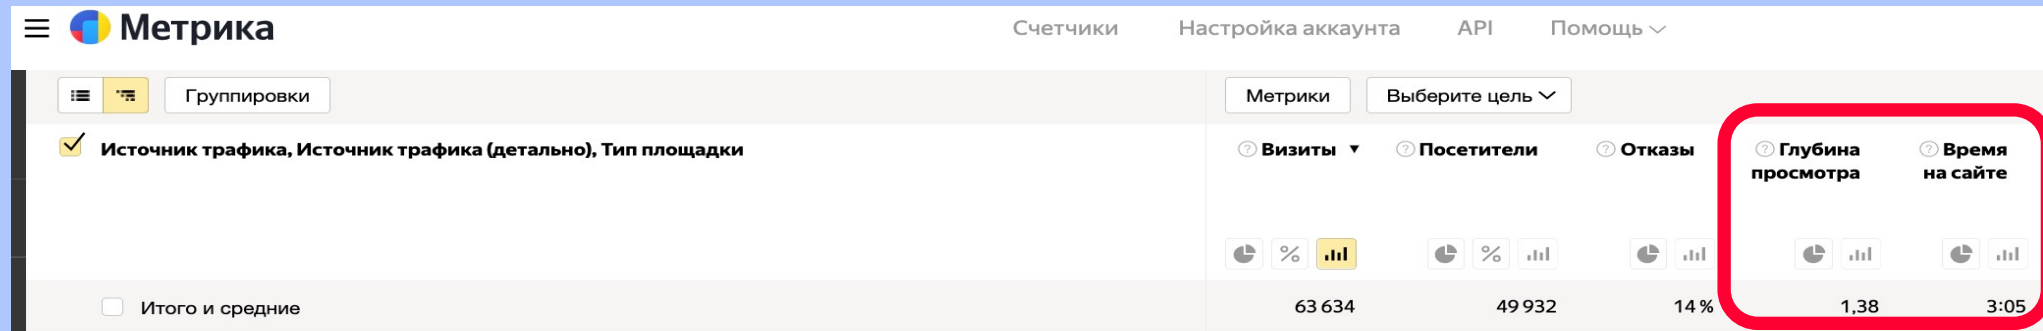 Метрика
Счетчики Настройка аккаунта API Помощь
Группировки Метрики Выберите цель
Источник трафика, Источник трафика (детально), Тип площадки
Визиты ▼ Посетители Отказы Глубина просмотра Время на сайте
% %
Итого и средние 63 634 49 932 14 % 1,38 3:05